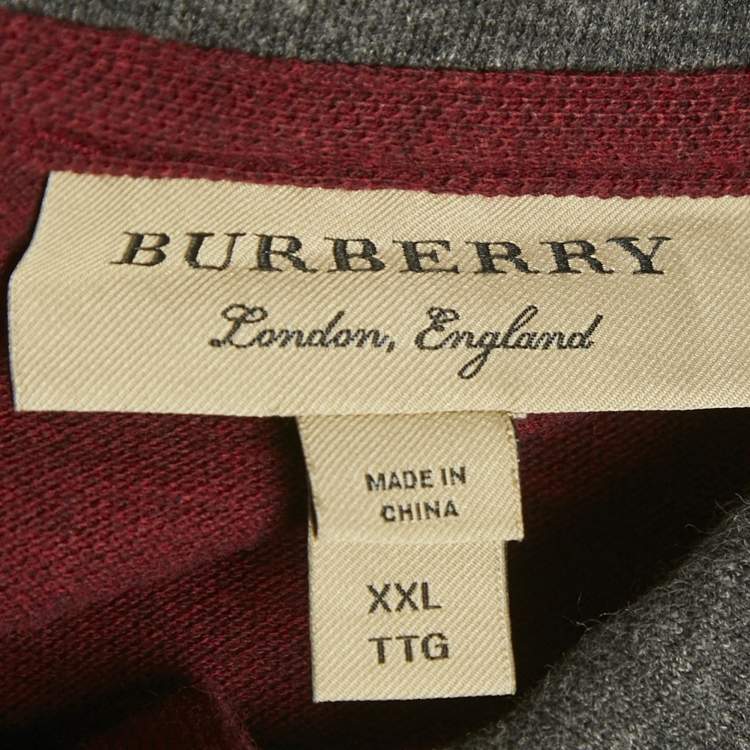 BURBERRY
London, England
MADE IN
CHINA
XXL
TTG